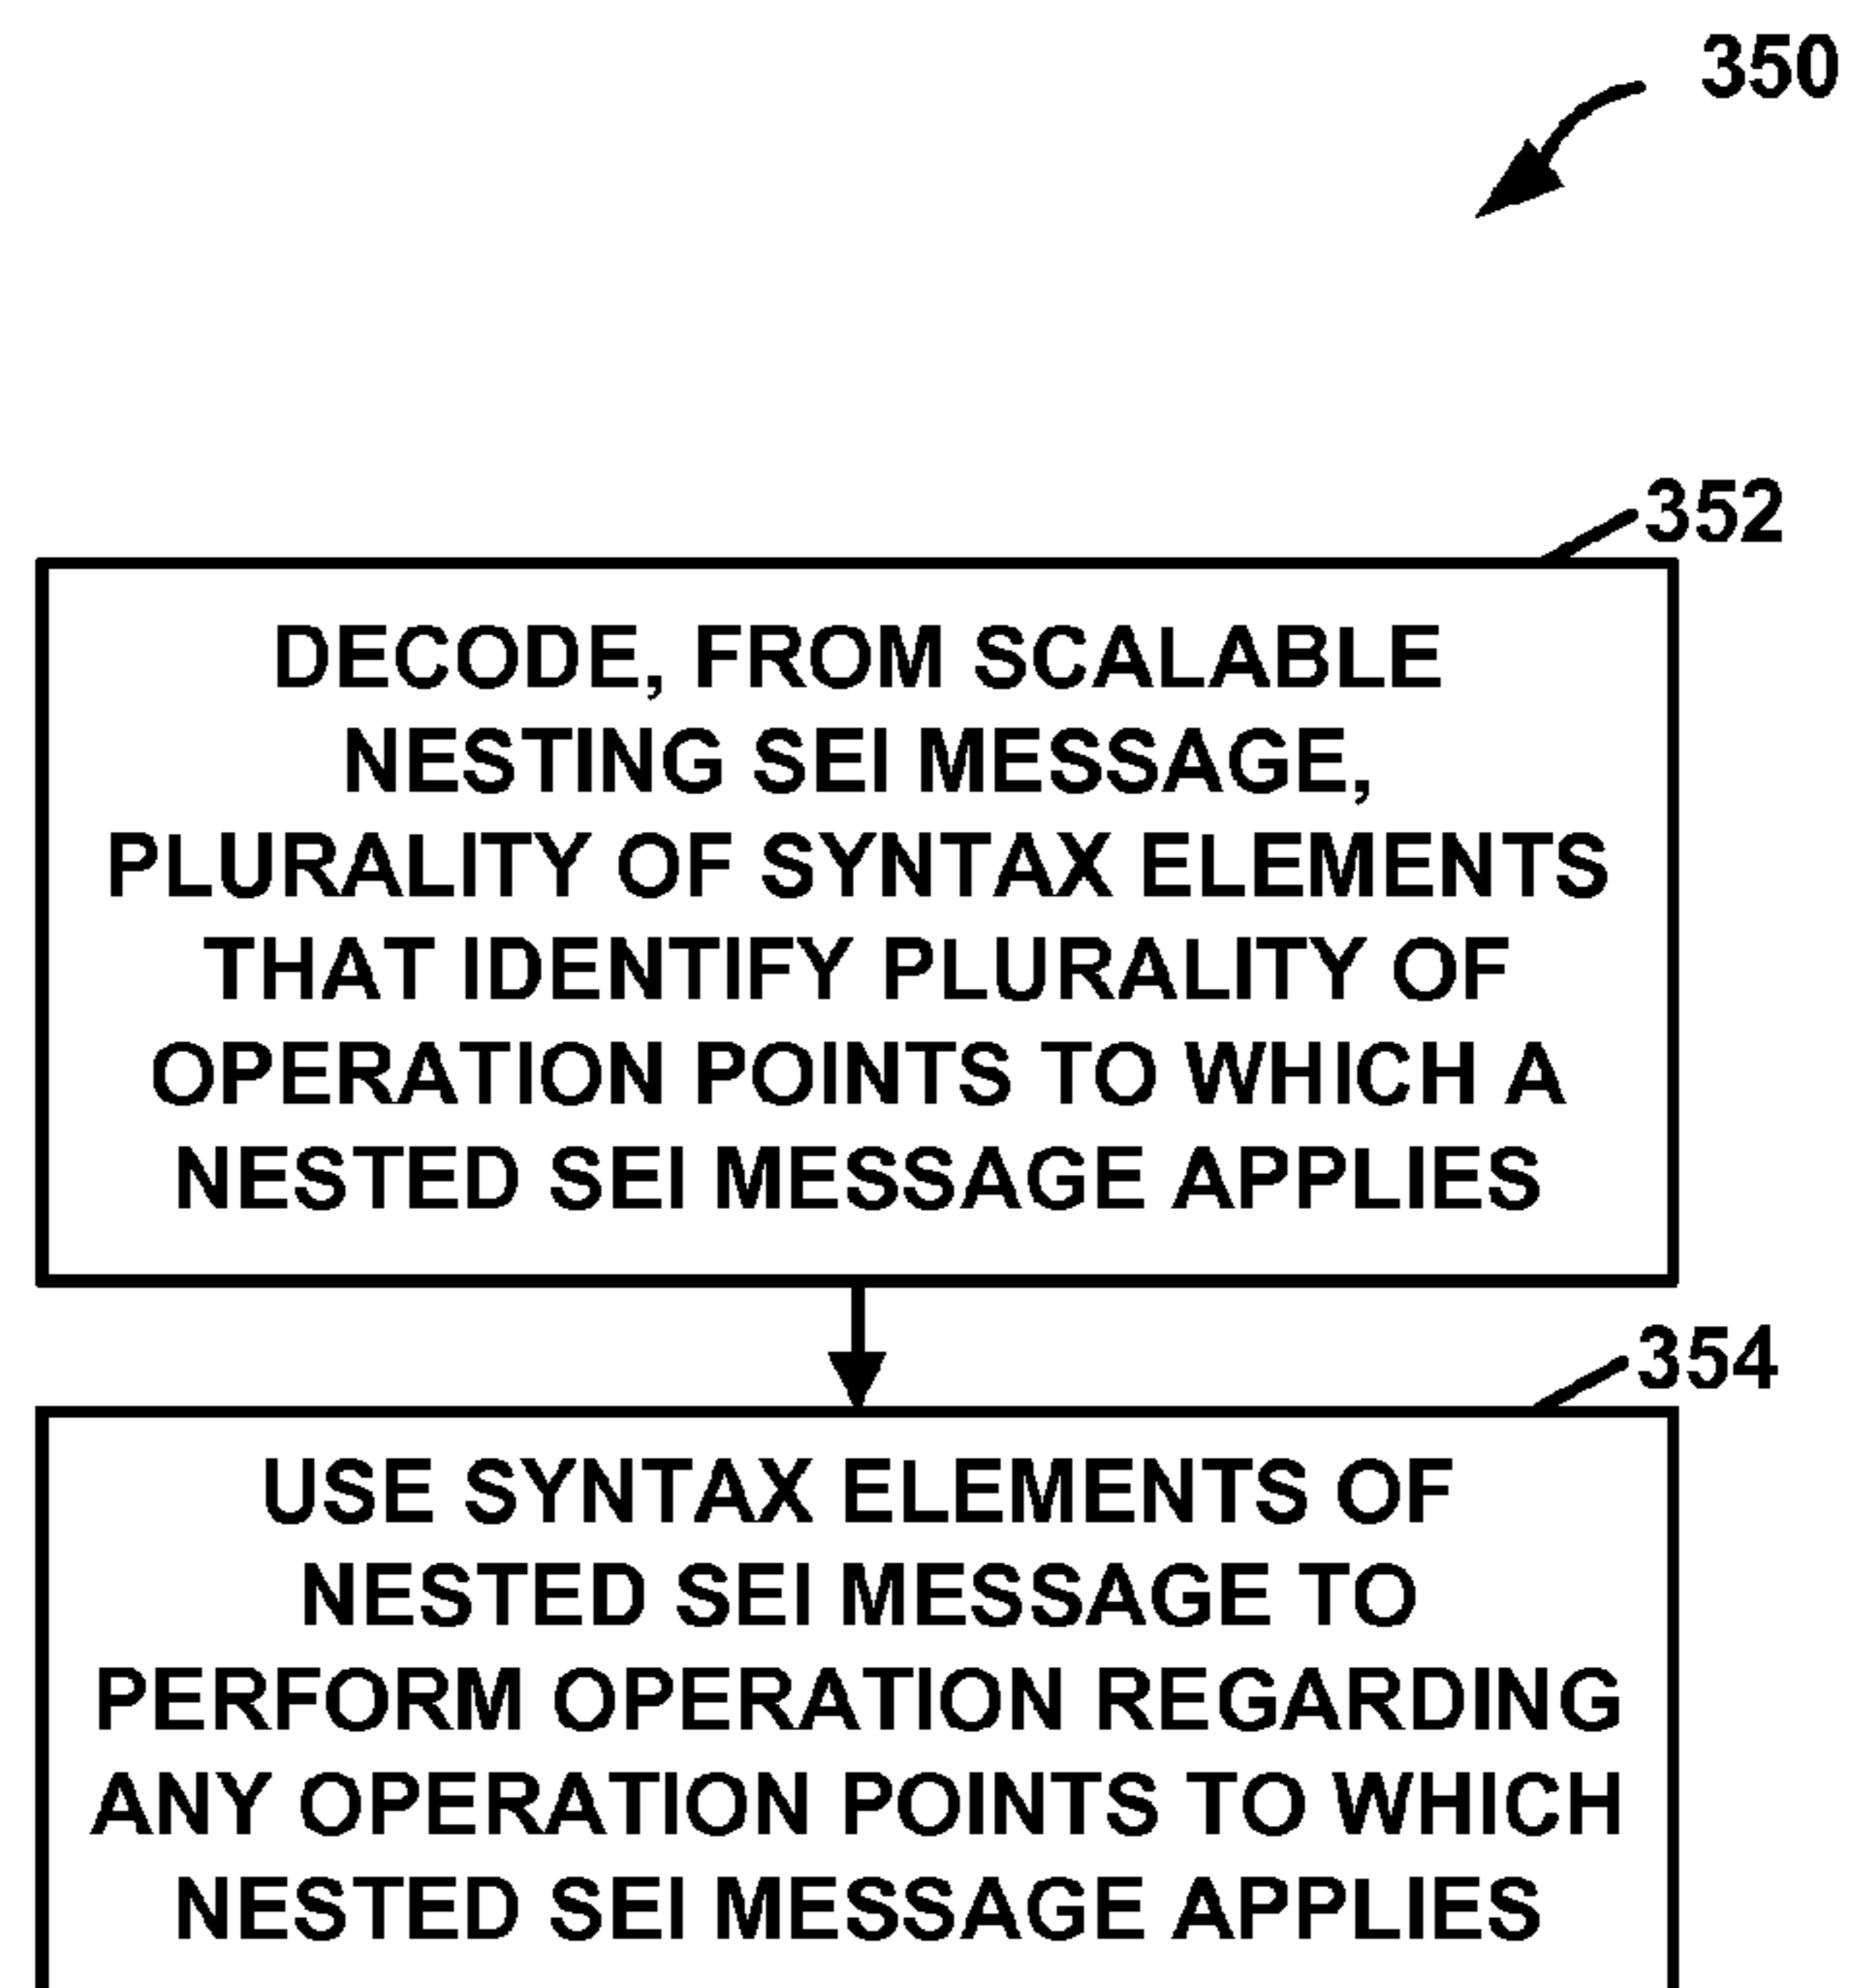 350
352
DECODE, FROM SCALABLE
NESTING SEI MESSAGE,
PLURALITY OF SYNTAX ELEMENTS
THAT IDENTIFY PLURALITY OF
OPERATION POINTS TO WHICH A
NESTED SEI MESSAGE APPLIES
354
USE SYNTAX ELEMENTS OF
NESTED SEI MESSAGE TO
PERFORM OPERATION REGARDING
ANY OPERATION POINTS TO WHICH
NESTED SEI MESSAGE APPLIES